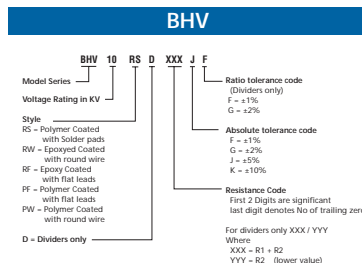 BHV
BHV 10 RS D XXX J F
Model Series
Voltage Rating in KV
Style
RS = Polymer Coated
with Solder pads
RW = Epoxyed Coated
with round wire
RF = Epoxy Coated
with flat leads
PF = Polymer Coated
with flat leads
PW = Polymer Coated
with round wire
D = Dividers only
Ratio tolerance code
(Dividers only)
F = ±1%
G = ±2%
Absolute tolerance code
F = ±1%
G = ±2%
J = ±5%
K = ±10%
Resistance Code
First 2 Digits are significant
last digit denotes No of trailing zero
For dividers only XXX / YYY
Where
XXX = R1 + R2
YYY = R2 (lower value)